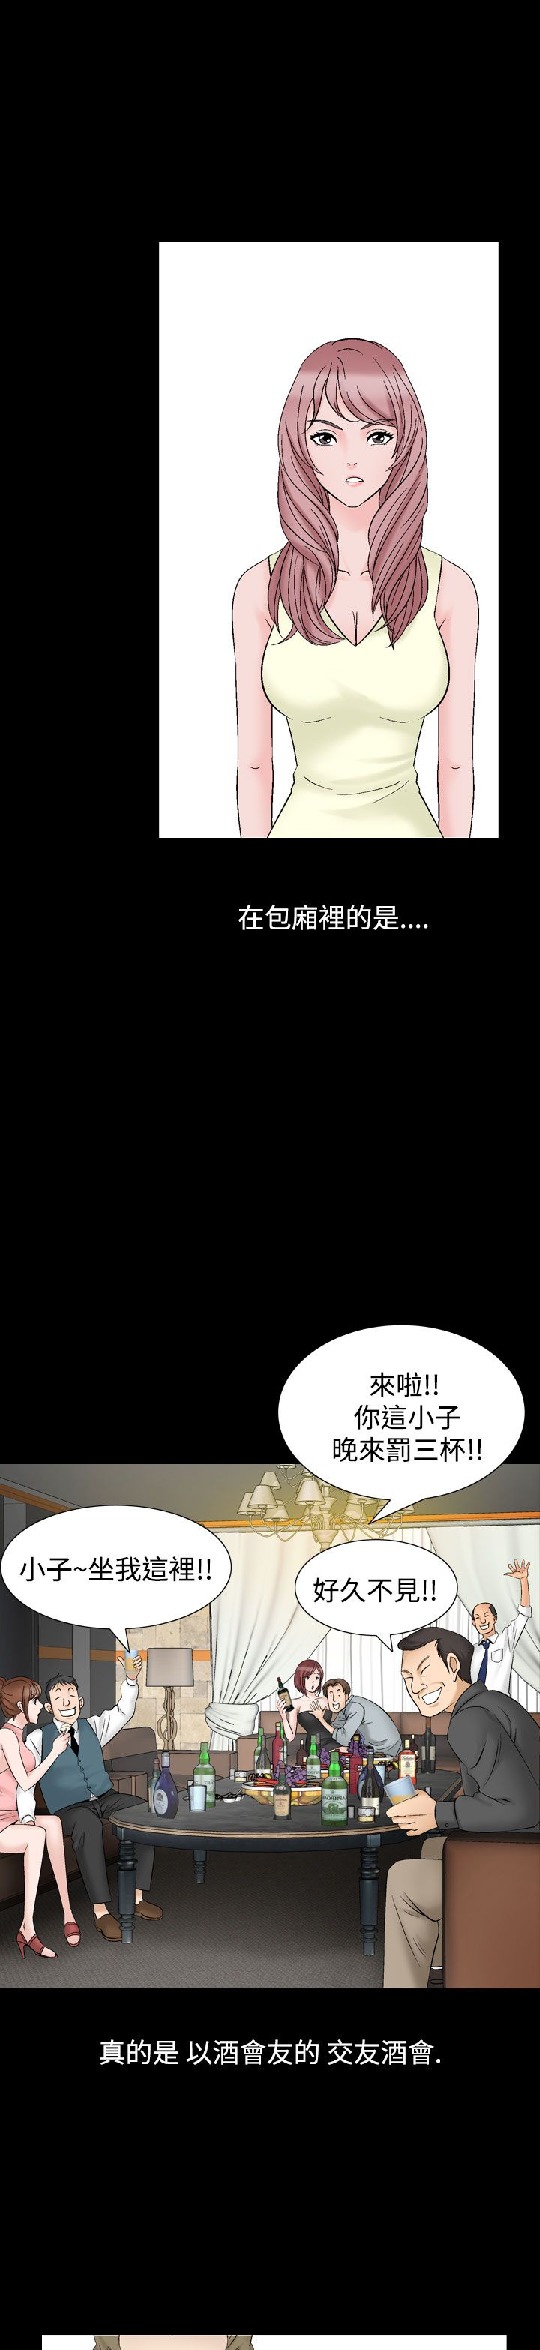 在包廂裡的是....
來啦!!
你這小子
晚來罰三杯!!
小子~坐我這裡!!
好久不見!!
真的是 以酒會友的 交友酒會.